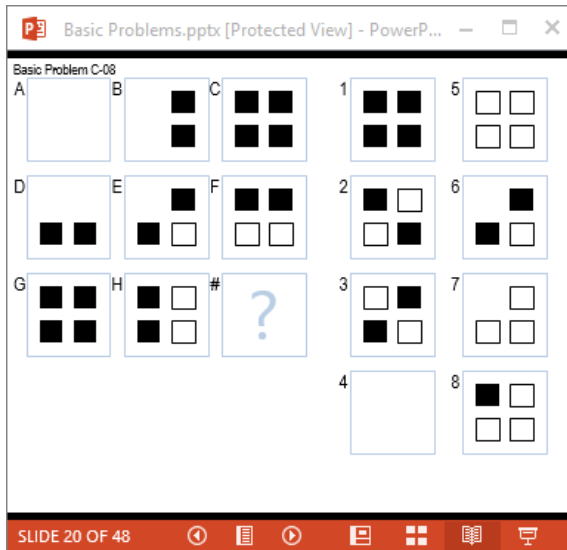 Basic Problems.pptx [Protected View] - PowerP...
Basic Problem C-08
A B C 1 5
D E F 2 6
G H # ? 3 7
4 8
SLIDE 20 OF 48